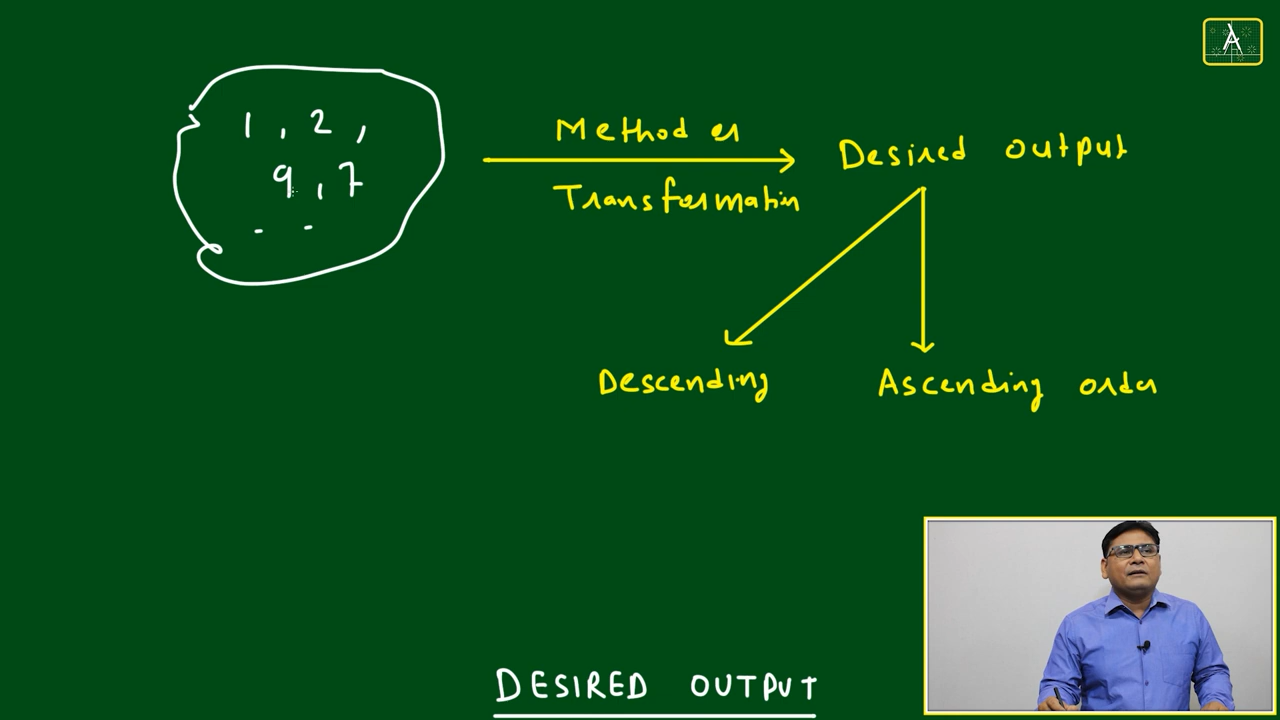 A
1 , 2 ,
9 , 7
- -
Method or
Transformation
Desired output
Descending
Ascending order
DESIRED OUTPUT